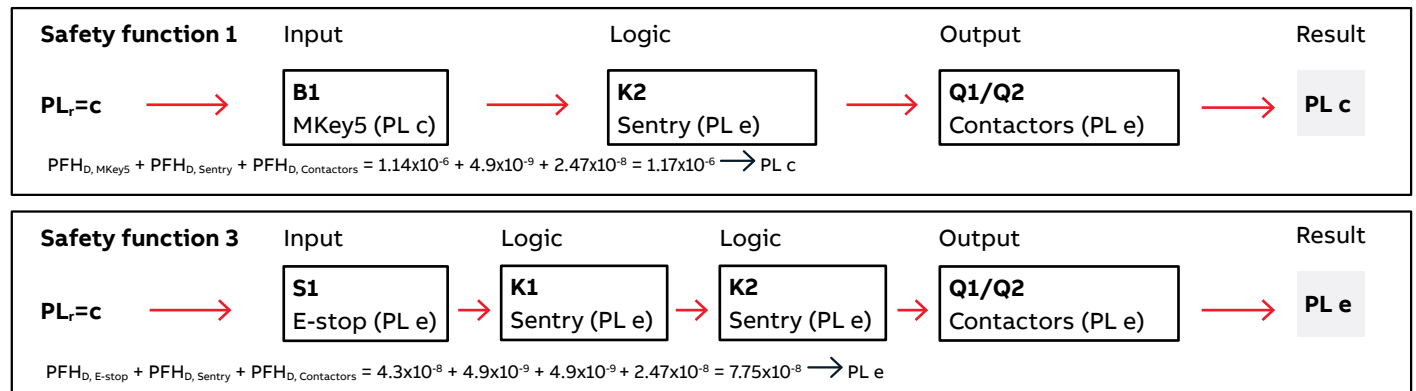 Safety function 1 Input Logic Output Result
PLr=c B1 MKey5 (PL c) K2 Sentry (PL e) Q1/Q2 Contactors (PL e) PL c
PFHD, MKey5 + PFHD, Sentry + PFHD, Contactors = 1.14x10⁻⁶ + 4.9x10⁻⁹ + 2.47x10⁻⁸ = 1.17x10⁻⁶ → PL c
Safety function 3 Input Logic Logic Output Result
PLr=c S1 E-stop (PL e) K1 Sentry (PL e) K2 Sentry (PL e) Q1/Q2 Contactors (PL e) PL e
PFHD, E-stop + PFHD, Sentry + PFHD, Contactors = 4.3x10⁻⁸ + 4.9x10⁻⁹ + 4.9x10⁻⁹ + 2.47x10⁻⁸ = 7.75x10⁻⁸ → PL e